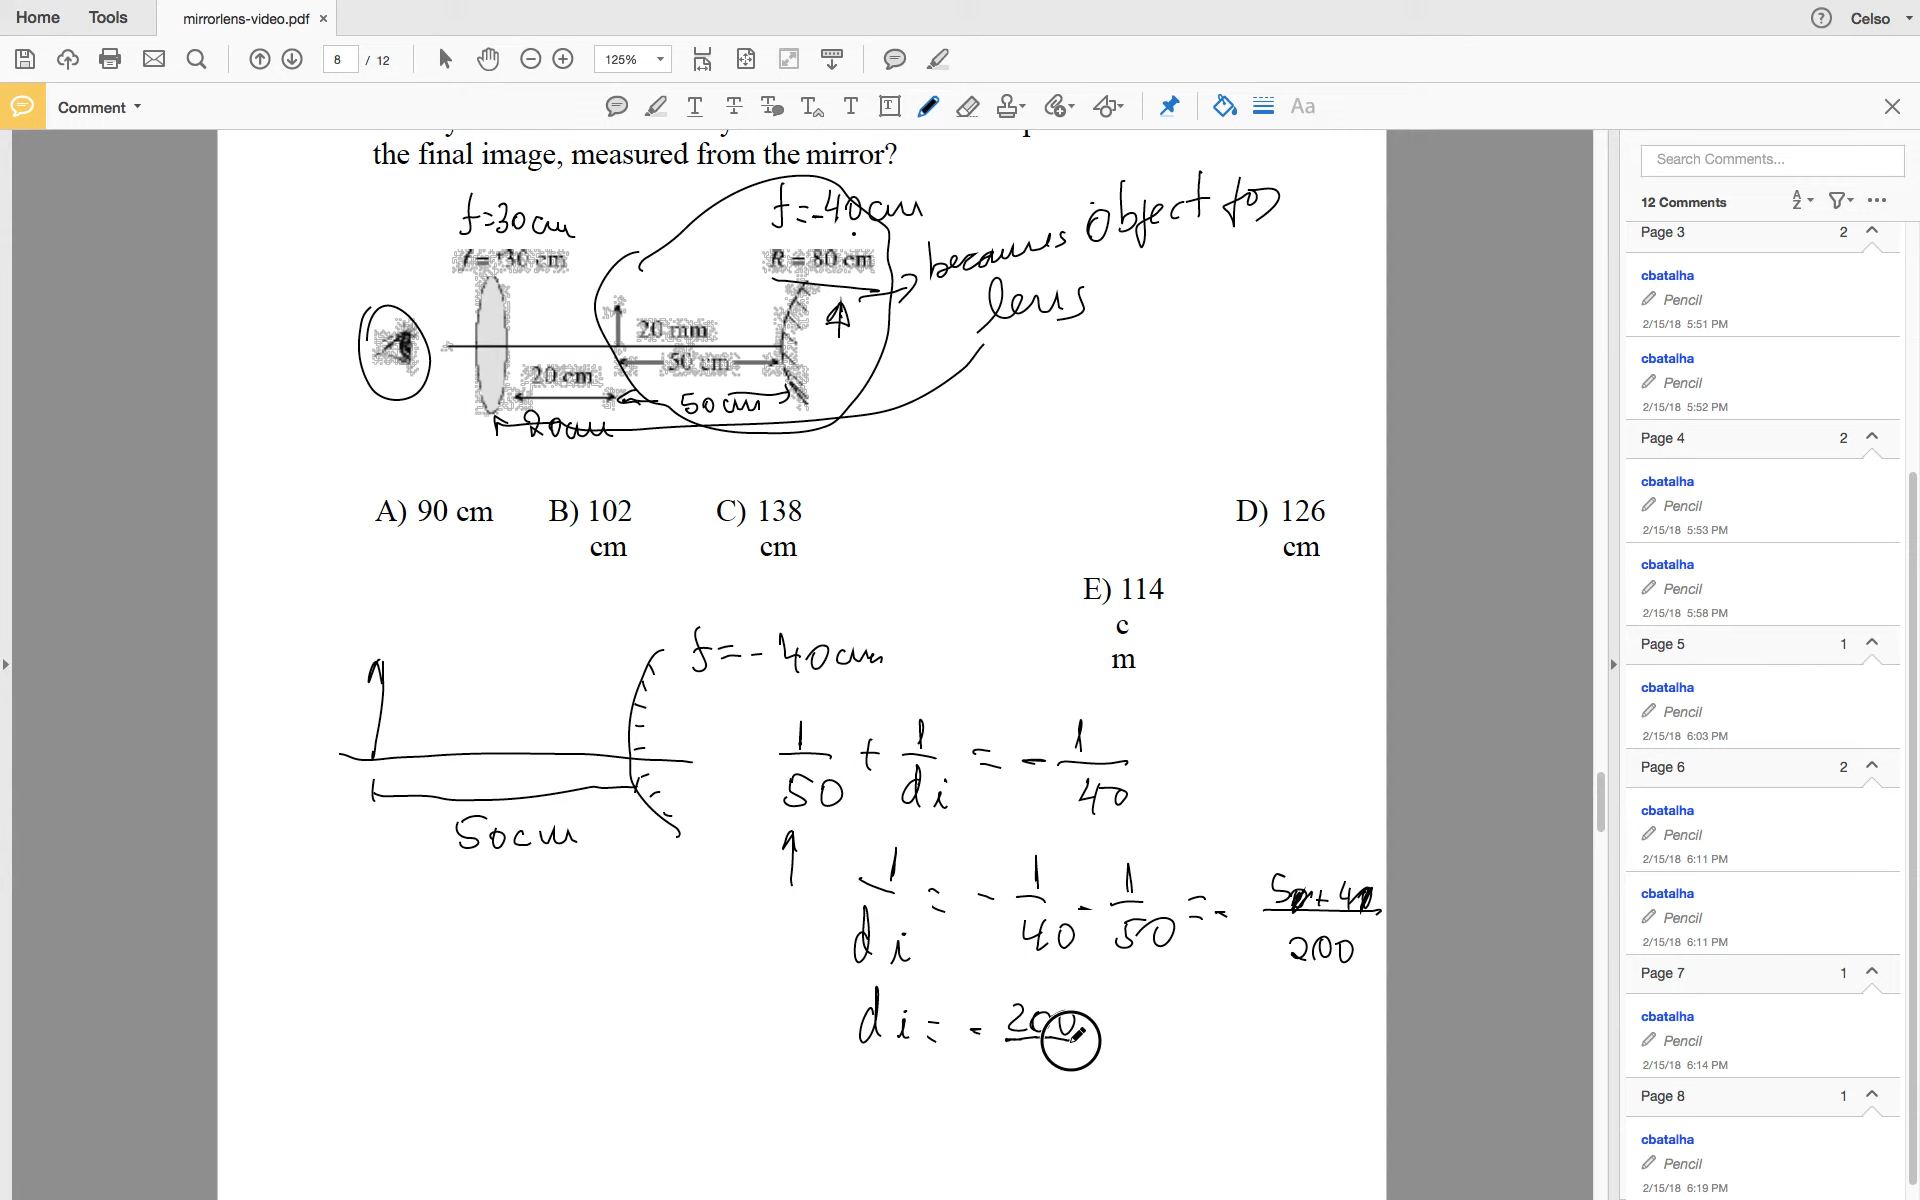 Home Tools mirrorlens-video.pdf × Celso
8 / 12 125%
Comment Aa
the final image, measured from the mirror?
f=30cm f=-40cm becomes object for
f = +30 cm R = 80 cm lens
20 mm
50 cm
20 cm
50cm
20cm
A) 90 cm B) 102 C) 138 D) 126
cm cm cm
E) 114
c
m
f=-40cm
1/50 + 1/di = - 1/40
50cm
1/di = - 1/40 - 1/50 = - 5+4/200
di = - 200
Search Comments...
12 Comments
Page 3 2
cbatalha
Pencil
2/15/18 5:51 PM
cbatalha
Pencil
2/15/18 5:52 PM
Page 4 2
cbatalha
Pencil
2/15/18 5:53 PM
cbatalha
Pencil
2/15/18 5:58 PM
Page 5 1
cbatalha
Pencil
2/15/18 6:03 PM
Page 6 2
cbatalha
Pencil
2/15/18 6:11 PM
cbatalha
Pencil
2/15/18 6:11 PM
Page 7 1
cbatalha
Pencil
2/15/18 6:14 PM
Page 8 1
cbatalha
Pencil
2/15/18 6:19 PM